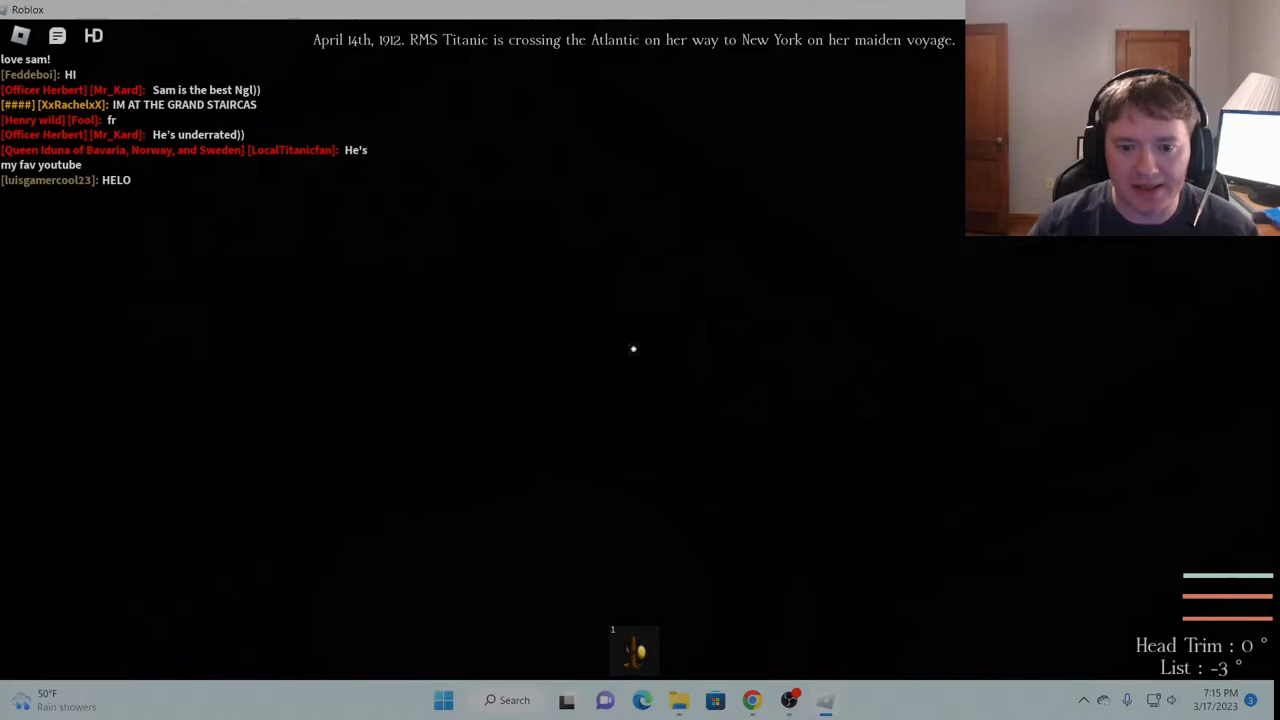 Roblox
HD
April 14th, 1912. RMS Titanic is crossing the Atlantic on her way to New York on her maiden voyage.
love sam!
[Feddeboi]: HI
[Officer Herbert] [Mr_Kard]: Sam is the best Ngl))
[####] [XxRachelxX]: IM AT THE GRAND STAIRCAS
[Henry wild] [Fool]: fr
[Officer Herbert] [Mr_Kard]: He's underrated))
[Queen Iduna of Bavaria, Norway, and Sweden] [LocalTitanicfan]: He's
my fav youtube
[luisgamercool23]: HELO
1
Head Trim : 0 °
List : -3 °
50°F
Rain showers
Search
7:15 PM
3/17/2023
3